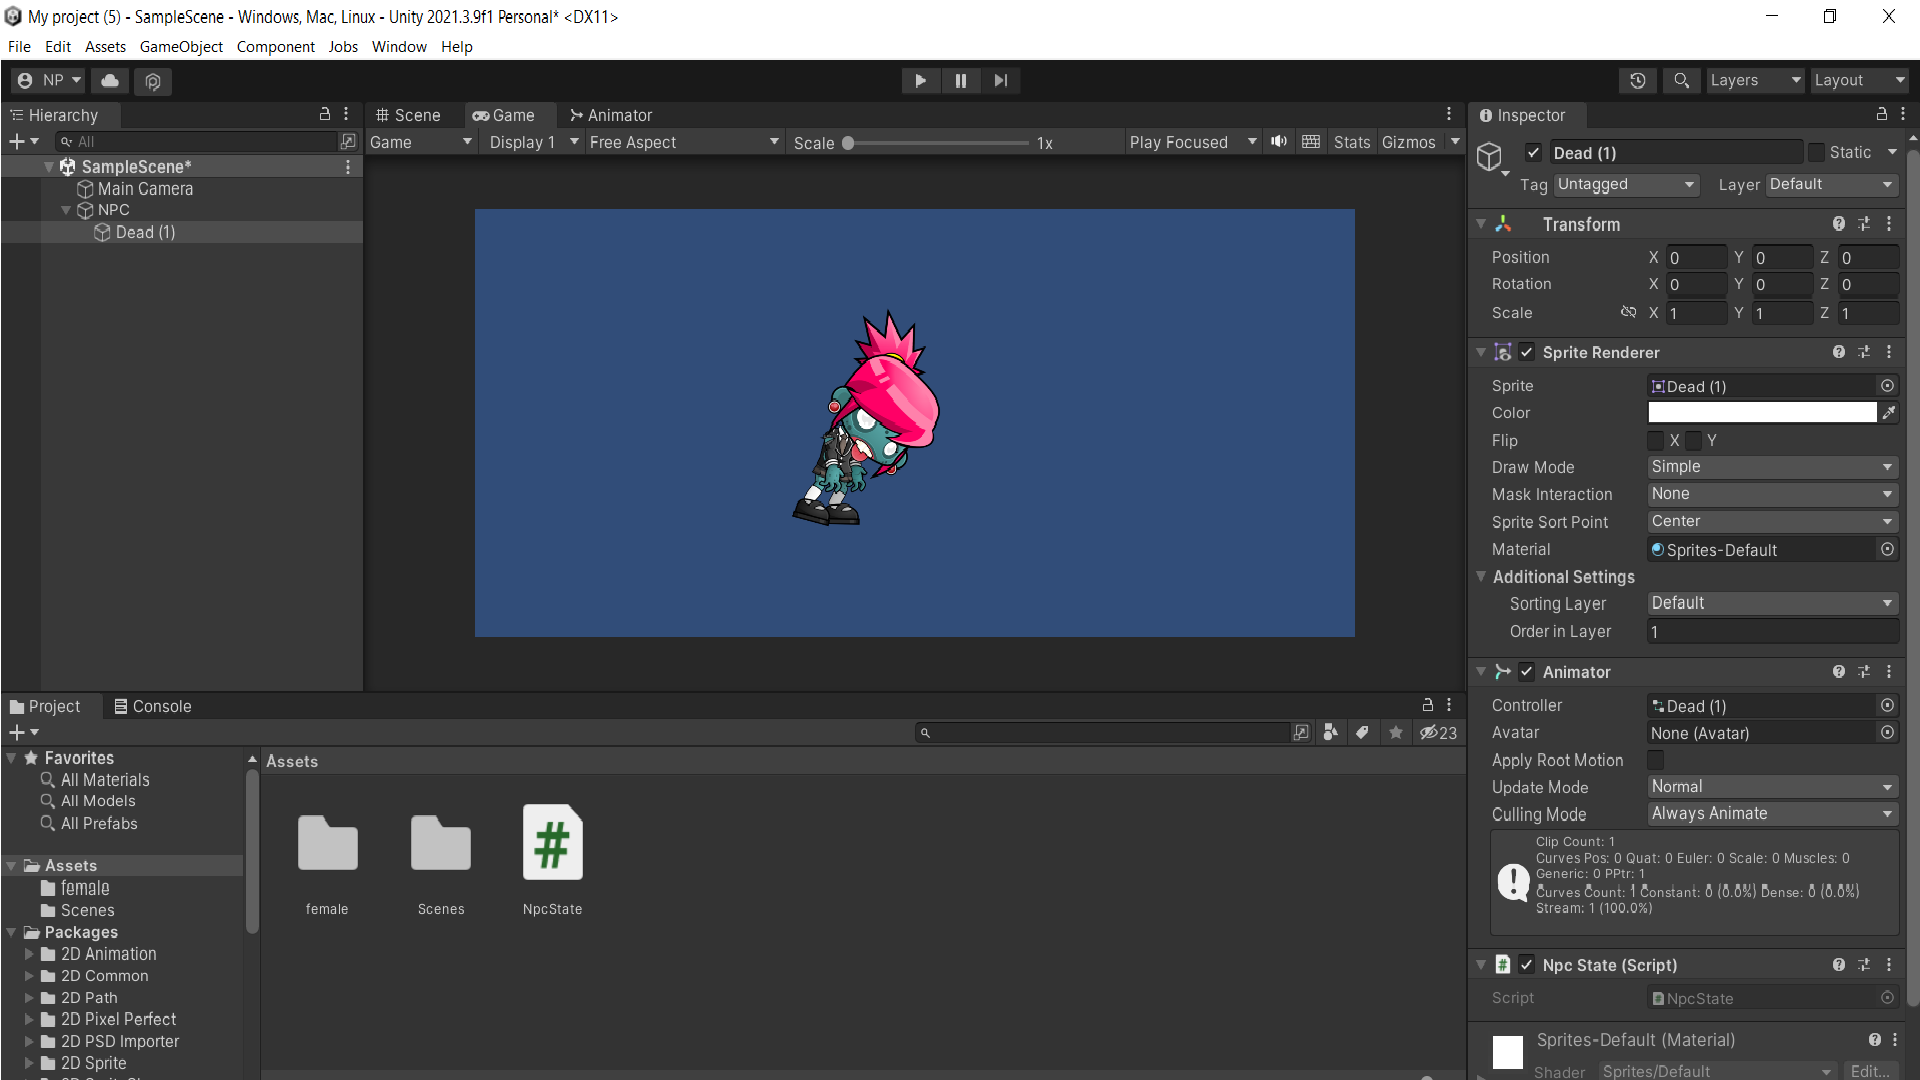 My project (5) - SampleScene - Windows, Mac, Linux - Unity 2021.3.9f1 Personal* <DX11>
File Edit Assets GameObject Component Jobs Window Help
NP
Layers
Layout
Hierarchy
All
SampleScene*
Main Camera
NPC
Dead (1)
Scene
Game
Animator
Game
Display 1
Free Aspect
Scale
1x
Play Focused
Stats
Gizmos
Inspector
Dead (1)
Static
Tag Untagged
Layer Default
Transform
Position X 0 Y 0 Z 0
Rotation X 0 Y 0 Z 0
Scale X 1 Y 1 Z 1
Sprite Renderer
Sprite Dead (1)
Color
Flip X Y
Draw Mode Simple
Mask Interaction None
Sprite Sort Point Center
Material Sprites-Default
Additional Settings
Sorting Layer Default
Order in Layer 1
Animator
Controller Dead (1)
Avatar None (Avatar)
Apply Root Motion
Update Mode Normal
Culling Mode Always Animate
Clip Count: 1
Curves Pos: 0 Quat: 0 Euler: 0 Scale: 0 Muscles: 0
Generic: 0 PPtr: 1
Curves Count: 1 Constant: 0 (0.0%) Dense: 0 (0.0%)
Stream: 1 (100.0%)
# Npc State (Script)
Script # NpcState
Sprites-Default (Material)
Shader Sprites/Default Edit...
Project
Console
23
Favorites
All Materials
All Models
All Prefabs
Assets
female
Scenes
Packages
2D Animation
2D Common
2D Path
2D Pixel Perfect
2D PSD Importer
2D Sprite
Assets
#
female
Scenes
NpcState